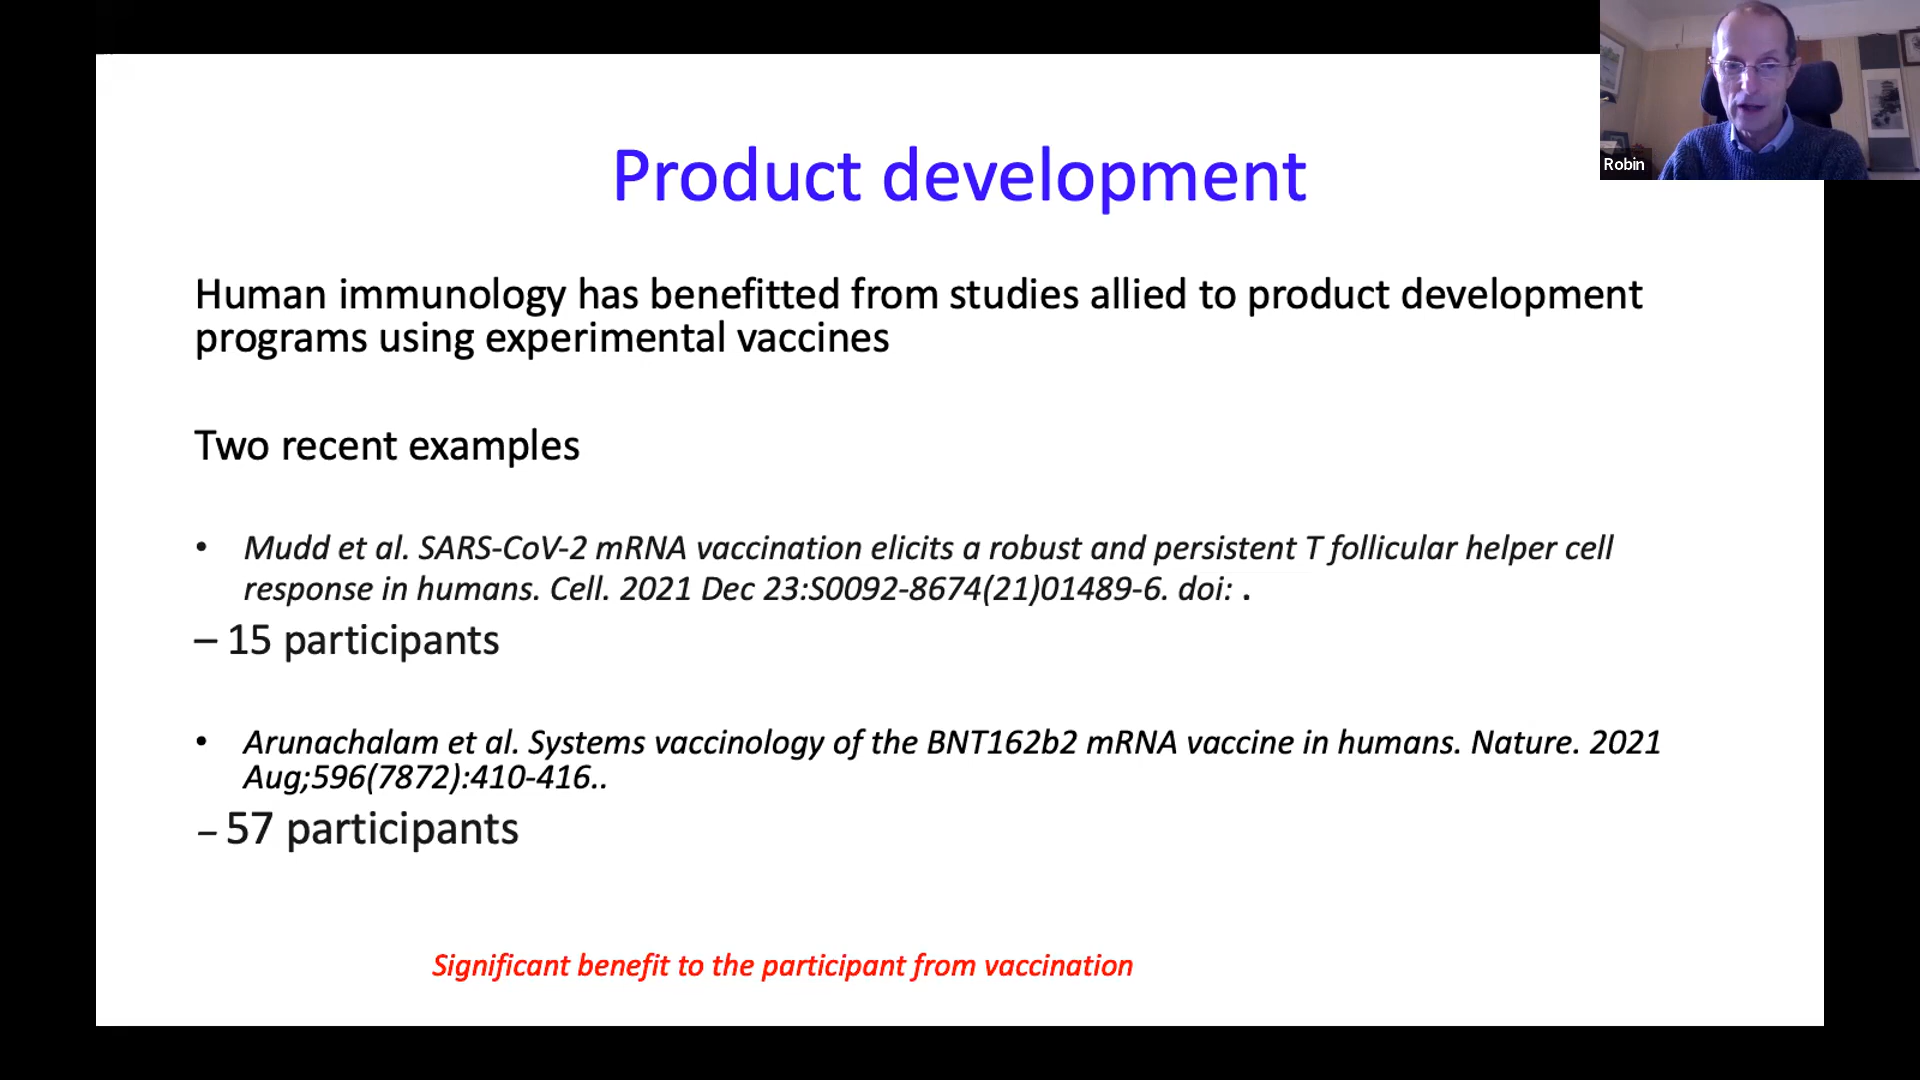 Robin
Product development
Human immunology has benefitted from studies allied to product development
programs using experimental vaccines
Two recent examples
• Mudd et al. SARS-CoV-2 mRNA vaccination elicits a robust and persistent T follicular helper cell
response in humans. Cell. 2021 Dec 23:S0092-8674(21)01489-6. doi: .
– 15 participants
• Arunachalam et al. Systems vaccinology of the BNT162b2 mRNA vaccine in humans. Nature. 2021
Aug;596(7872):410-416..
– 57 participants
Significant benefit to the participant from vaccination